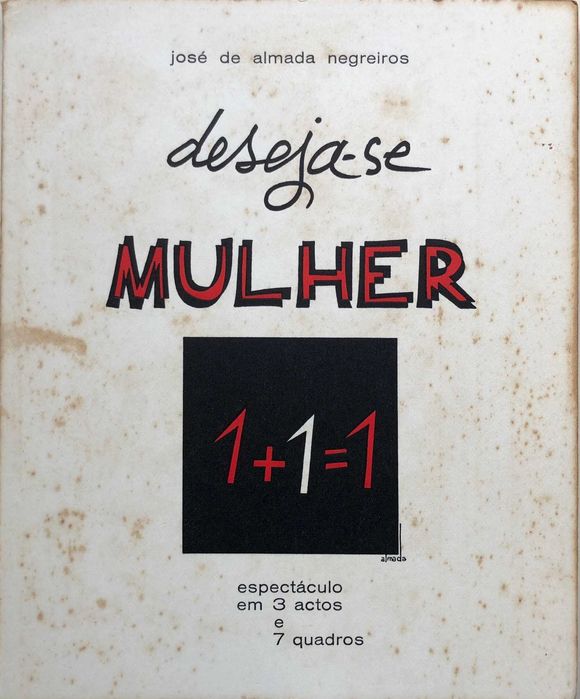 josé de almada negreiros
deseja-se
MULHER
1+1=1
almada
espectáculo
em 3 actos
e
7 quadros